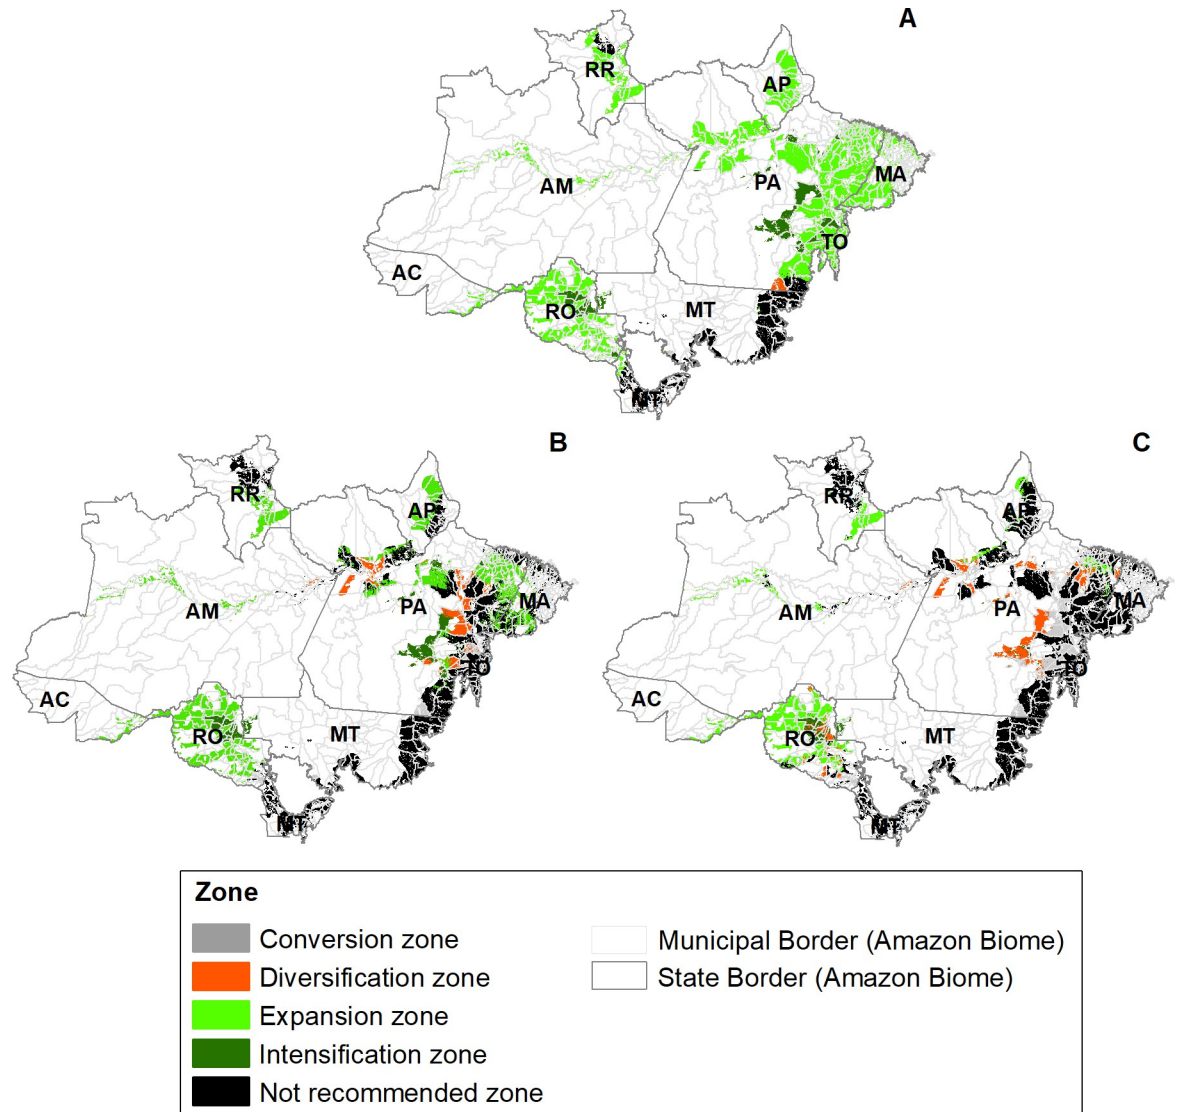 A
RR
AP
AM
PA
MA
TO
AC
RO
MT
MT
B
RR
AP
AM
PA
MA
TO
AC
RO
MT
MT
C
RR
AP
AM
PA
MA
TO
AC
RO
MT
MT
Zone
Conversion zone
Diversification zone
Expansion zone
Intensification zone
Not recommended zone
Municipal Border (Amazon Biome)
State Border (Amazon Biome)